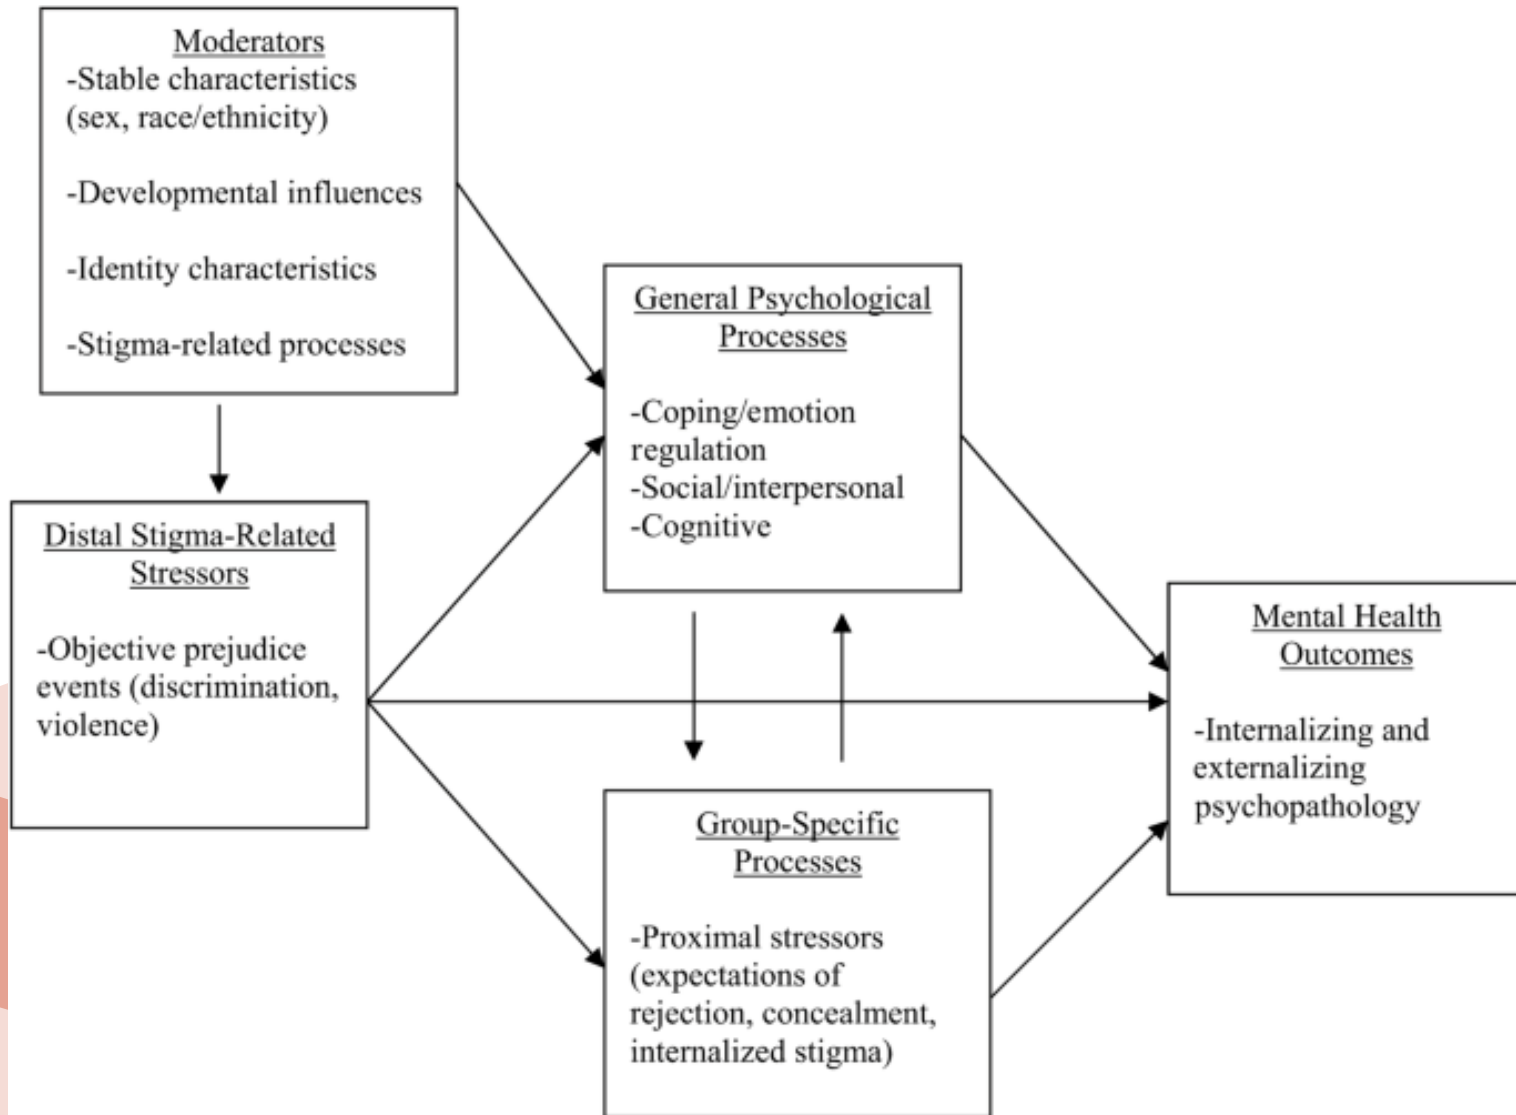 Moderators
-Stable characteristics
(sex, race/ethnicity)
-Developmental influences
-Identity characteristics
-Stigma-related processes
Distal Stigma-Related
Stressors
-Objective prejudice
events (discrimination,
violence)
General Psychological
Processes
-Coping/emotion
regulation
-Social/interpersonal
-Cognitive
Group-Specific
Processes
-Proximal stressors
(expectations of
rejection, concealment,
internalized stigma)
Mental Health
Outcomes
-Internalizing and
externalizing
psychopathology